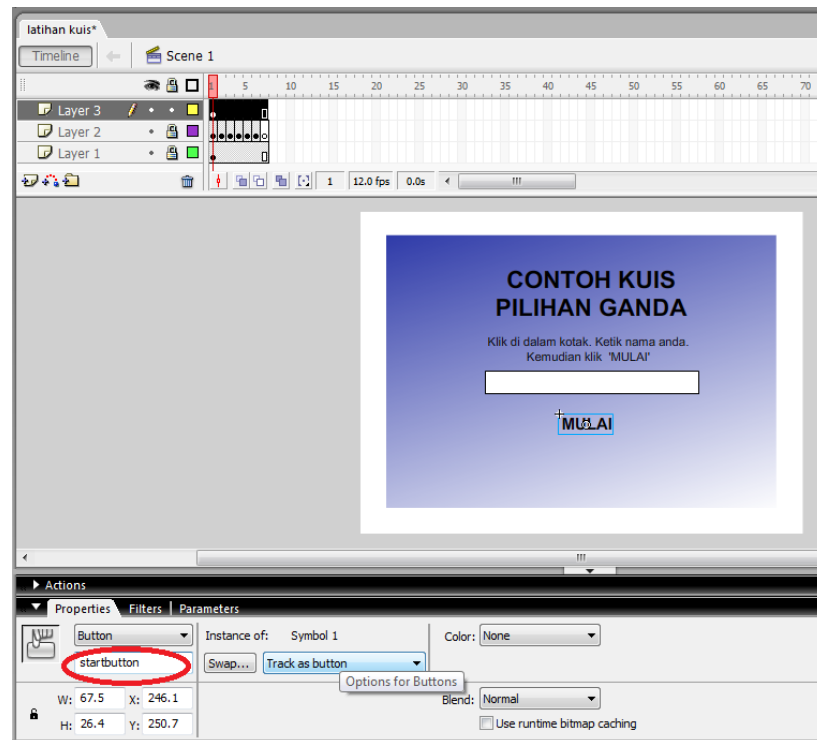 latihan kuis*
Timeline Scene 1
1 5 10 15 20 25 30 35 40 45 50 55 60 65 70
Layer 3
Layer 2
Layer 1
1 12.0 fps 0.0s
CONTOH KUIS
PILIHAN GANDA
Klik di dalam kotak. Ketik nama anda.
Kemudian klik 'MULAI'
MULAI
Actions
Properties Filters Parameters
Button Instance of: Symbol 1 Color: None
startbutton Swap... Track as button
Options for Buttons
W: 67.5 X: 246.1 Blend: Normal
H: 26.4 Y: 250.7 Use runtime bitmap caching